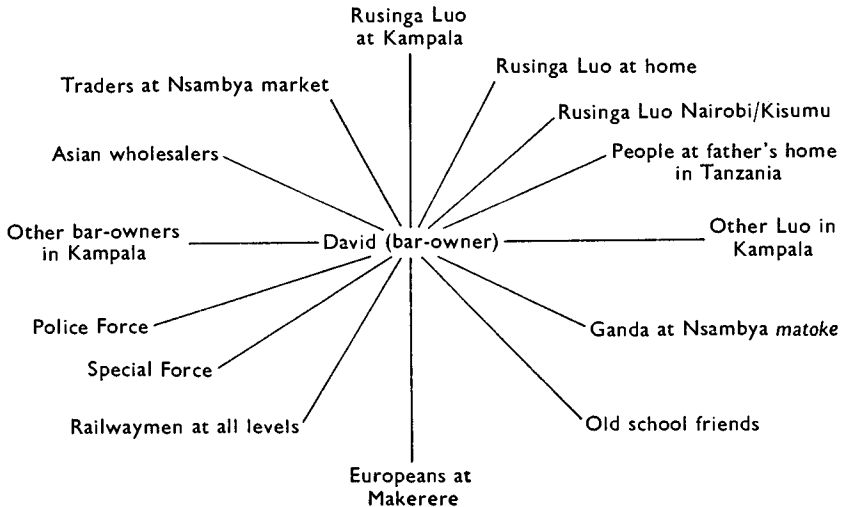 Rusinga Luo
at Kampala
Rusinga Luo at home
Traders at Nsambya market
Rusinga Luo Nairobi/Kisumu
Asian wholesalers
People at father's home
in Tanzania
Other bar-owners
in Kampala
David (bar-owner)
Other Luo in
Kampala
Police Force
Ganda at Nsambya matoke
Special Force
Railwaymen at all levels
Old school friends
Europeans at
Makerere